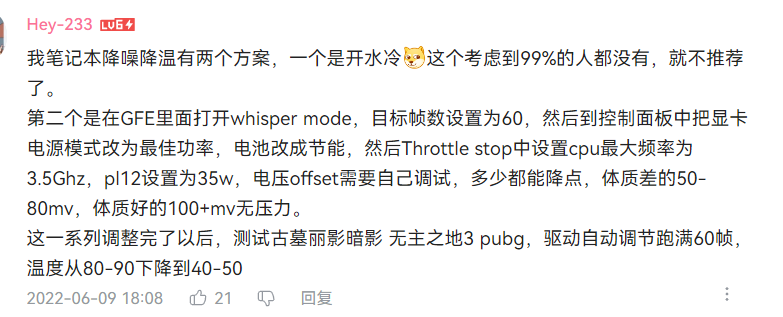 Hey-233 LV6
我笔记本降噪降温有两个方案，一个是开水冷这个考虑到99%的人都没有，就不推荐
了。
第二个是在GFE里面打开whisper mode，目标帧数设置为60，然后到控制面板中把显卡
电源模式改为最佳功率，电池改成节能，然后Throttle stop中设置cpu最大频率为
3.5Ghz，pl12设置为35w，电压offset需要自己调试，多少都能降点，体质差的50-
80mv，体质好的100+mv无压力。
这一系列调整完了以后，测试古墓丽影暗影 无主之地3 pubg，驱动自动调节跑满60帧，
温度从80-90下降到40-50
2022-06-09 18:08 21 回复